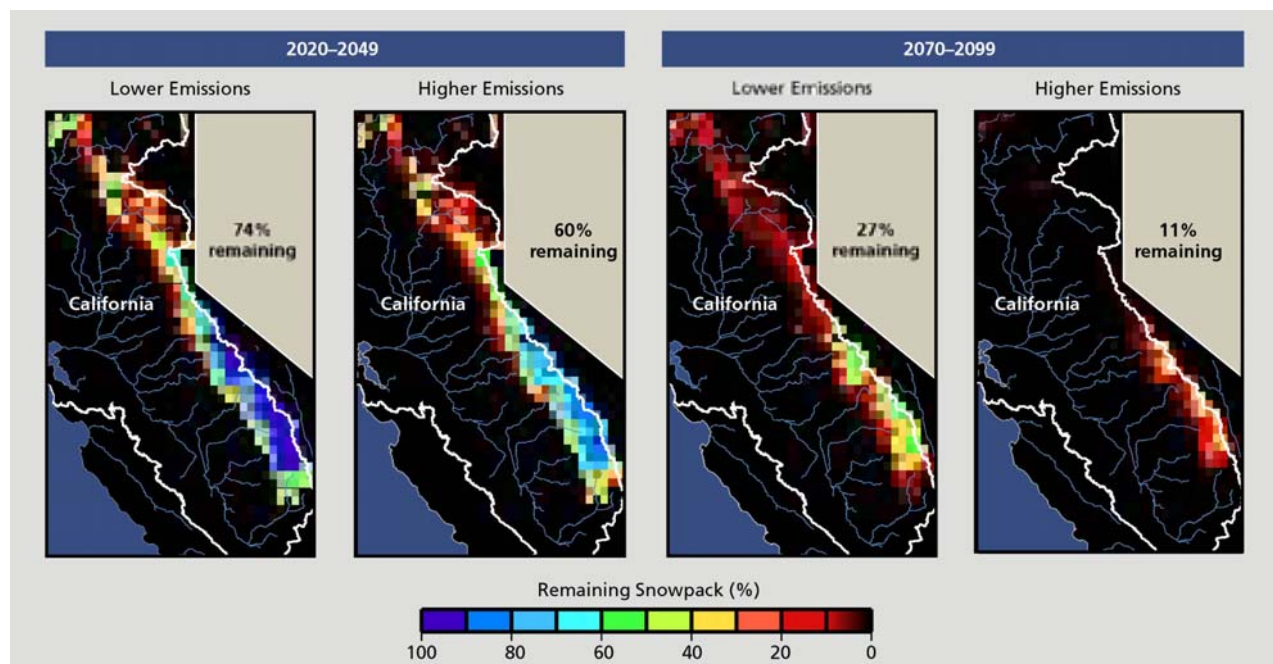 2020–2049
2070–2099
Lower Emissions
Higher Emissions
Lower Emissions
Higher Emissions
74%
remaining
60%
remaining
27%
remaining
11%
remaining
California
California
California
California
Remaining Snowpack (%)
100 80 60 40 20 0